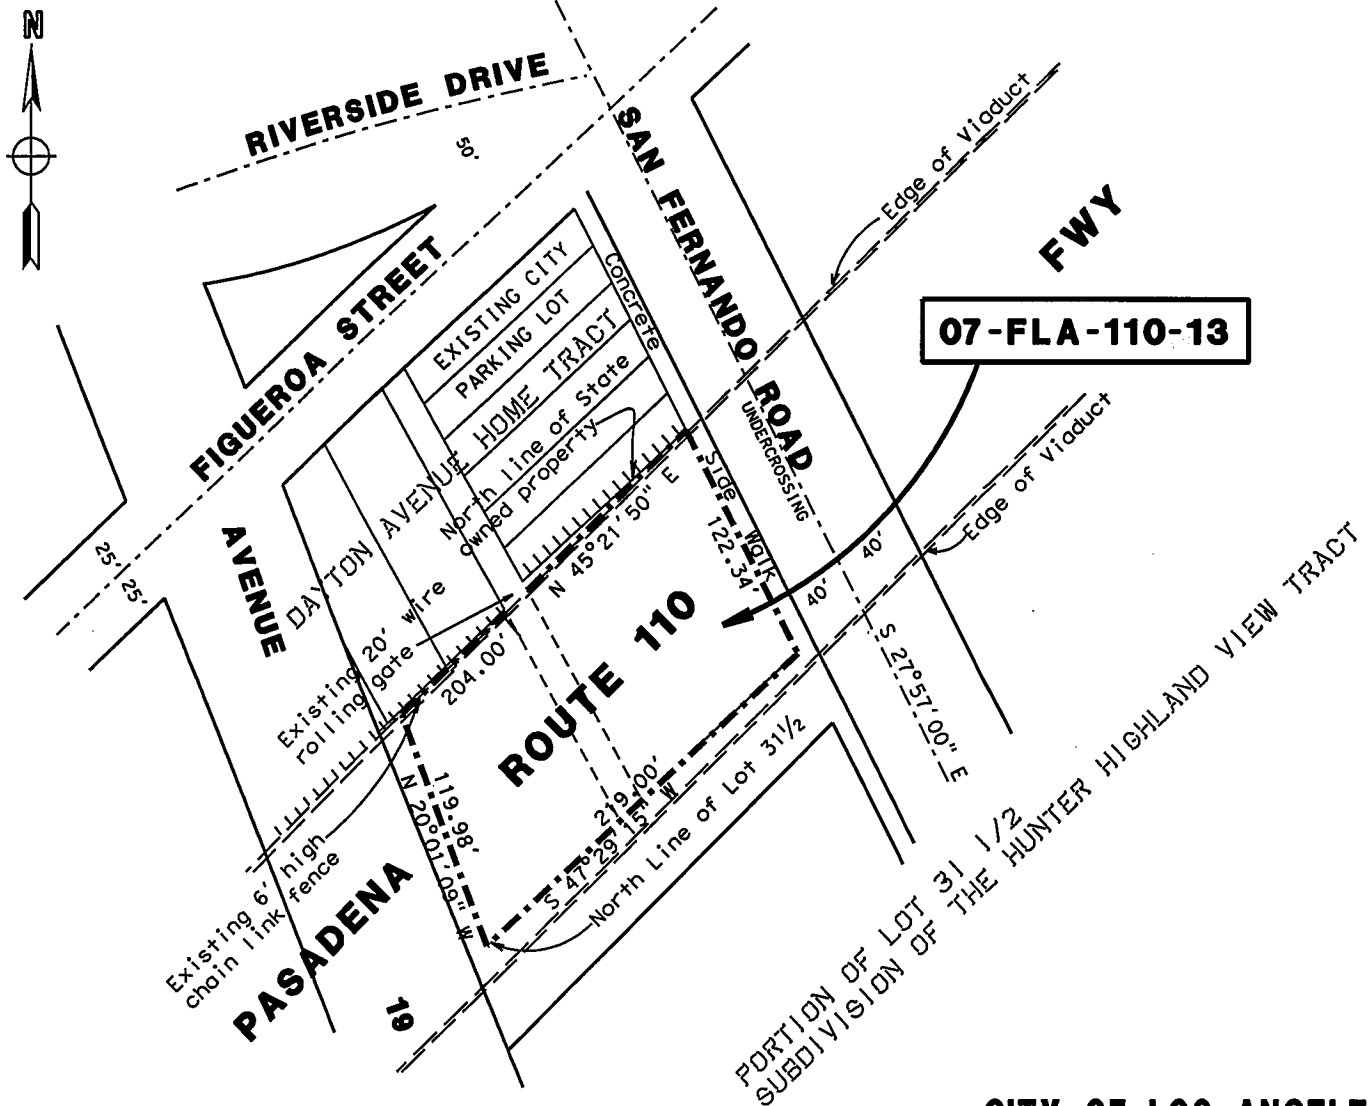 N
RIVERSIDE DRIVE
50'
SAN FERNANDO ROAD
UNDERCROSSING
Edge of Viaduct
FWY
07-FLA-110-13
FIGUEROA STREET
EXISTING CITY
PARKING LOT
Concrete
Side Walk
DAYTON AVENUE HOME TRACT
North line of State
owned property
N 45°21'50" E
122.34'
Edge of Viaduct
40'
40'
25' 25'
AVENUE
19
Existing 20' wire
rolling gate
204.00'
ROUTE 110
S 27°57'00" E
119.98'
N 20°01'09" W
219.00'
S 47°29'15" W
North Line of Lot 31½
Existing 6' high
chain link fence
PASADENA
PORTION OF LOT 31 1/2
SUBDIVISION OF THE HUNTER HIGHLAND VIEW TRACT